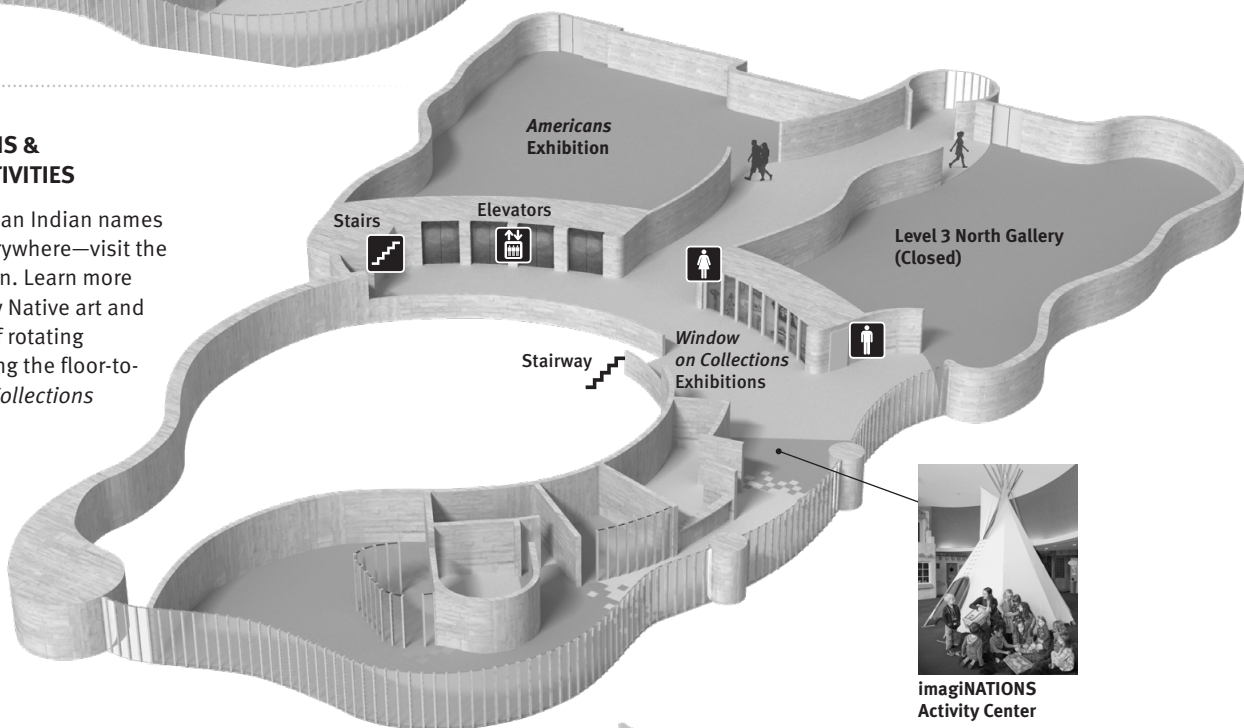 IS &
TIVITIES
an Indian names
rywhere—visit the
n. Learn more
y Native art and
f rotating
ng the floor-to-
Collections
Americans
Exhibition
Stairs
Elevators
Level 3 North Gallery
(Closed)
Stairway
Window
on Collections
Exhibitions
imagiNATIONS
Activity Center